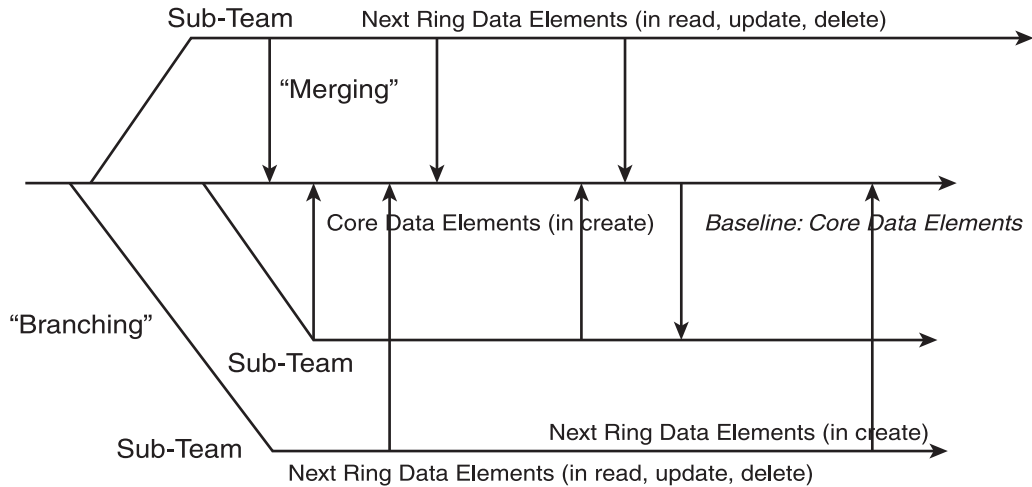 Sub-Team
Next Ring Data Elements (in read, update, delete)
“Merging”
Core Data Elements (in create)
Baseline: Core Data Elements
“Branching”
Sub-Team
Sub-Team
Next Ring Data Elements (in create)
Next Ring Data Elements (in read, update, delete)